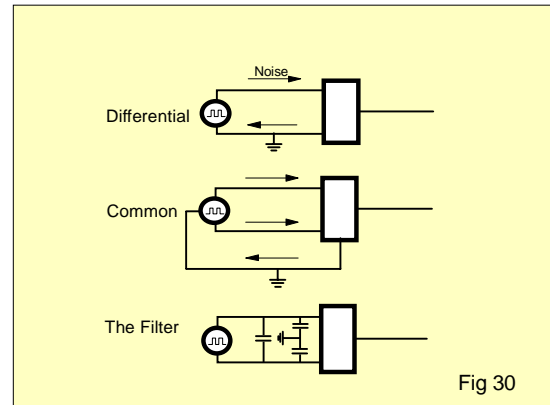 Noise
Differential
Common
The Filter
Fig 30